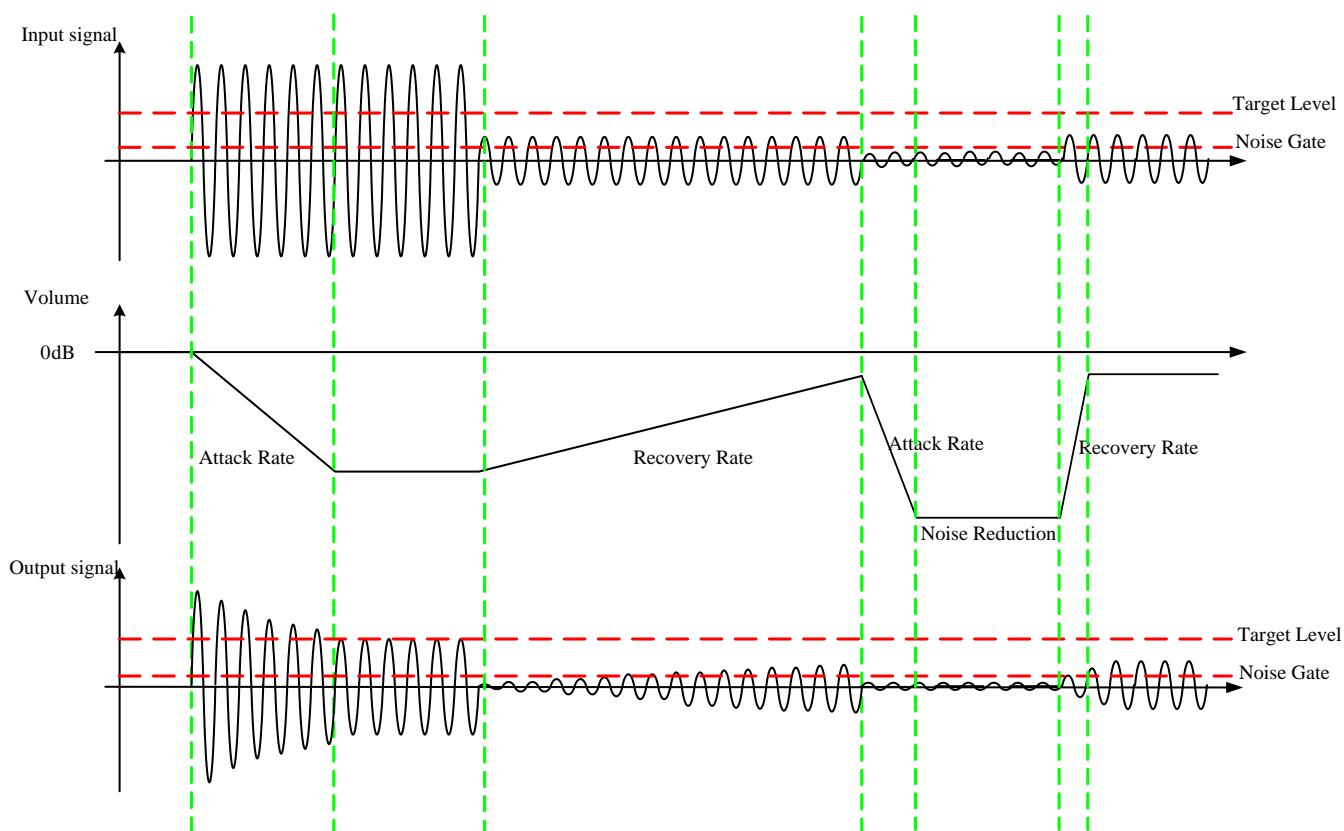 Input signal
Target Level
Noise Gate
Volume
0dB
Attack Rate
Recovery Rate
Attack Rate
Recovery Rate
Noise Reduction
Output signal
Target Level
Noise Gate